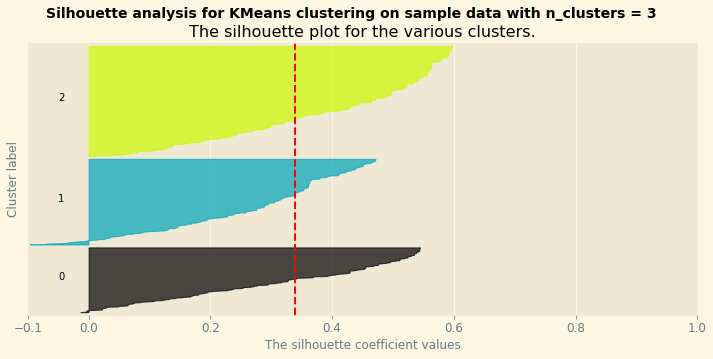 Silhouette analysis for KMeans clustering on sample data with n_clusters = 3
The silhouette plot for the various clusters.
Cluster label
2
1
0
−0.1 0.0 0.2 0.4 0.6 0.8 1.0
The silhouette coefficient values